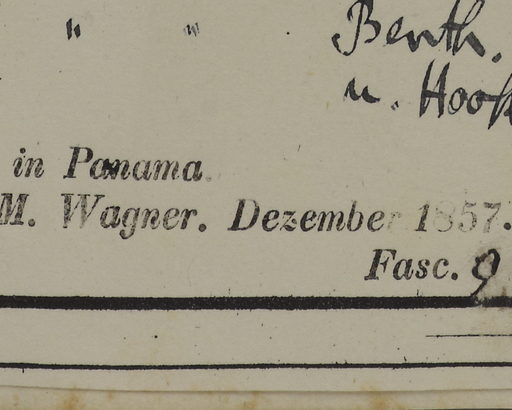 " " Benth.
u. Hook
in Panama.
M. Wagner. Dezember 1857.
Fasc. 9